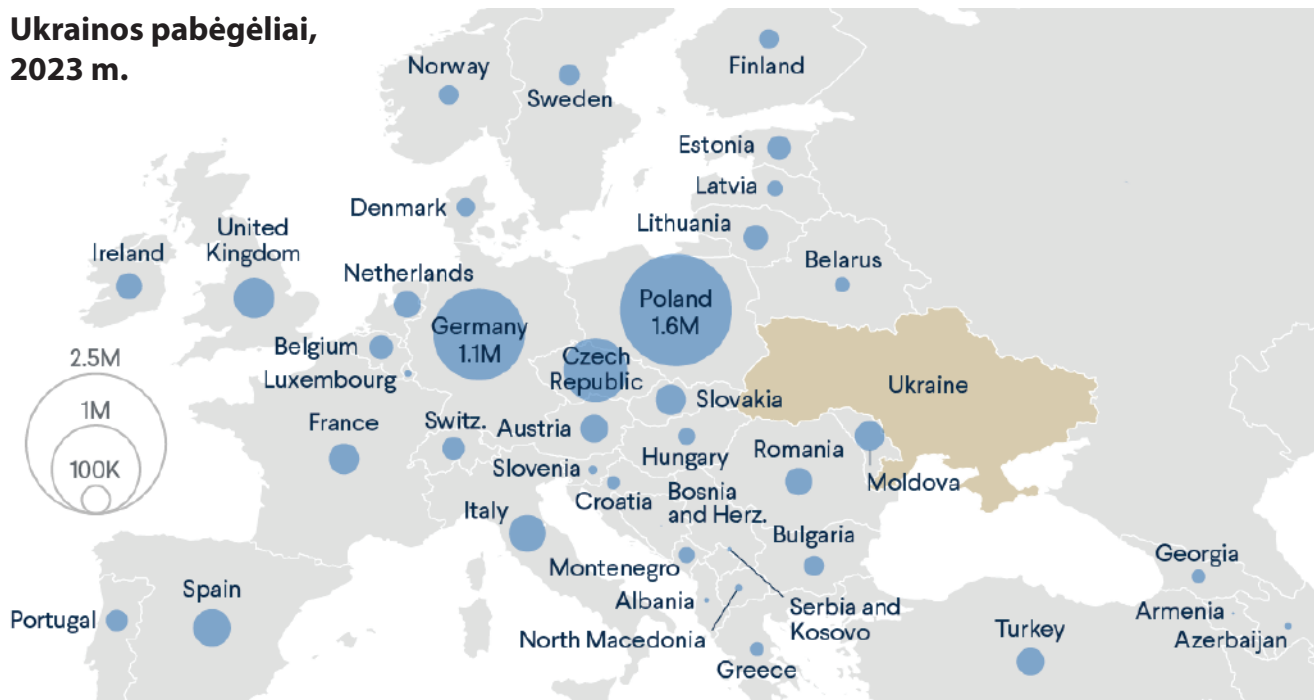 Ukrainos pabėgėliai,
2023 m.
Norway
Sweden
Finland
Estonia
Latvia
Lithuania
Denmark
Belarus
Ireland
United
Kingdom
Netherlands
Poland
1.6M
Germany
1.1M
Belgium
Luxembourg
Czech
Republic
Slovakia
Ukraine
2.5M
1M
100K
France
Switz.
Austria
Hungary
Romania
Moldova
Slovenia
Croatia
Bosnia
and Herz.
Italy
Bulgaria
Montenegro
Albania
North Macedonia
Serbia and
Kosovo
Greece
Spain
Portugal
Turkey
Georgia
Armenia
Azerbaijan